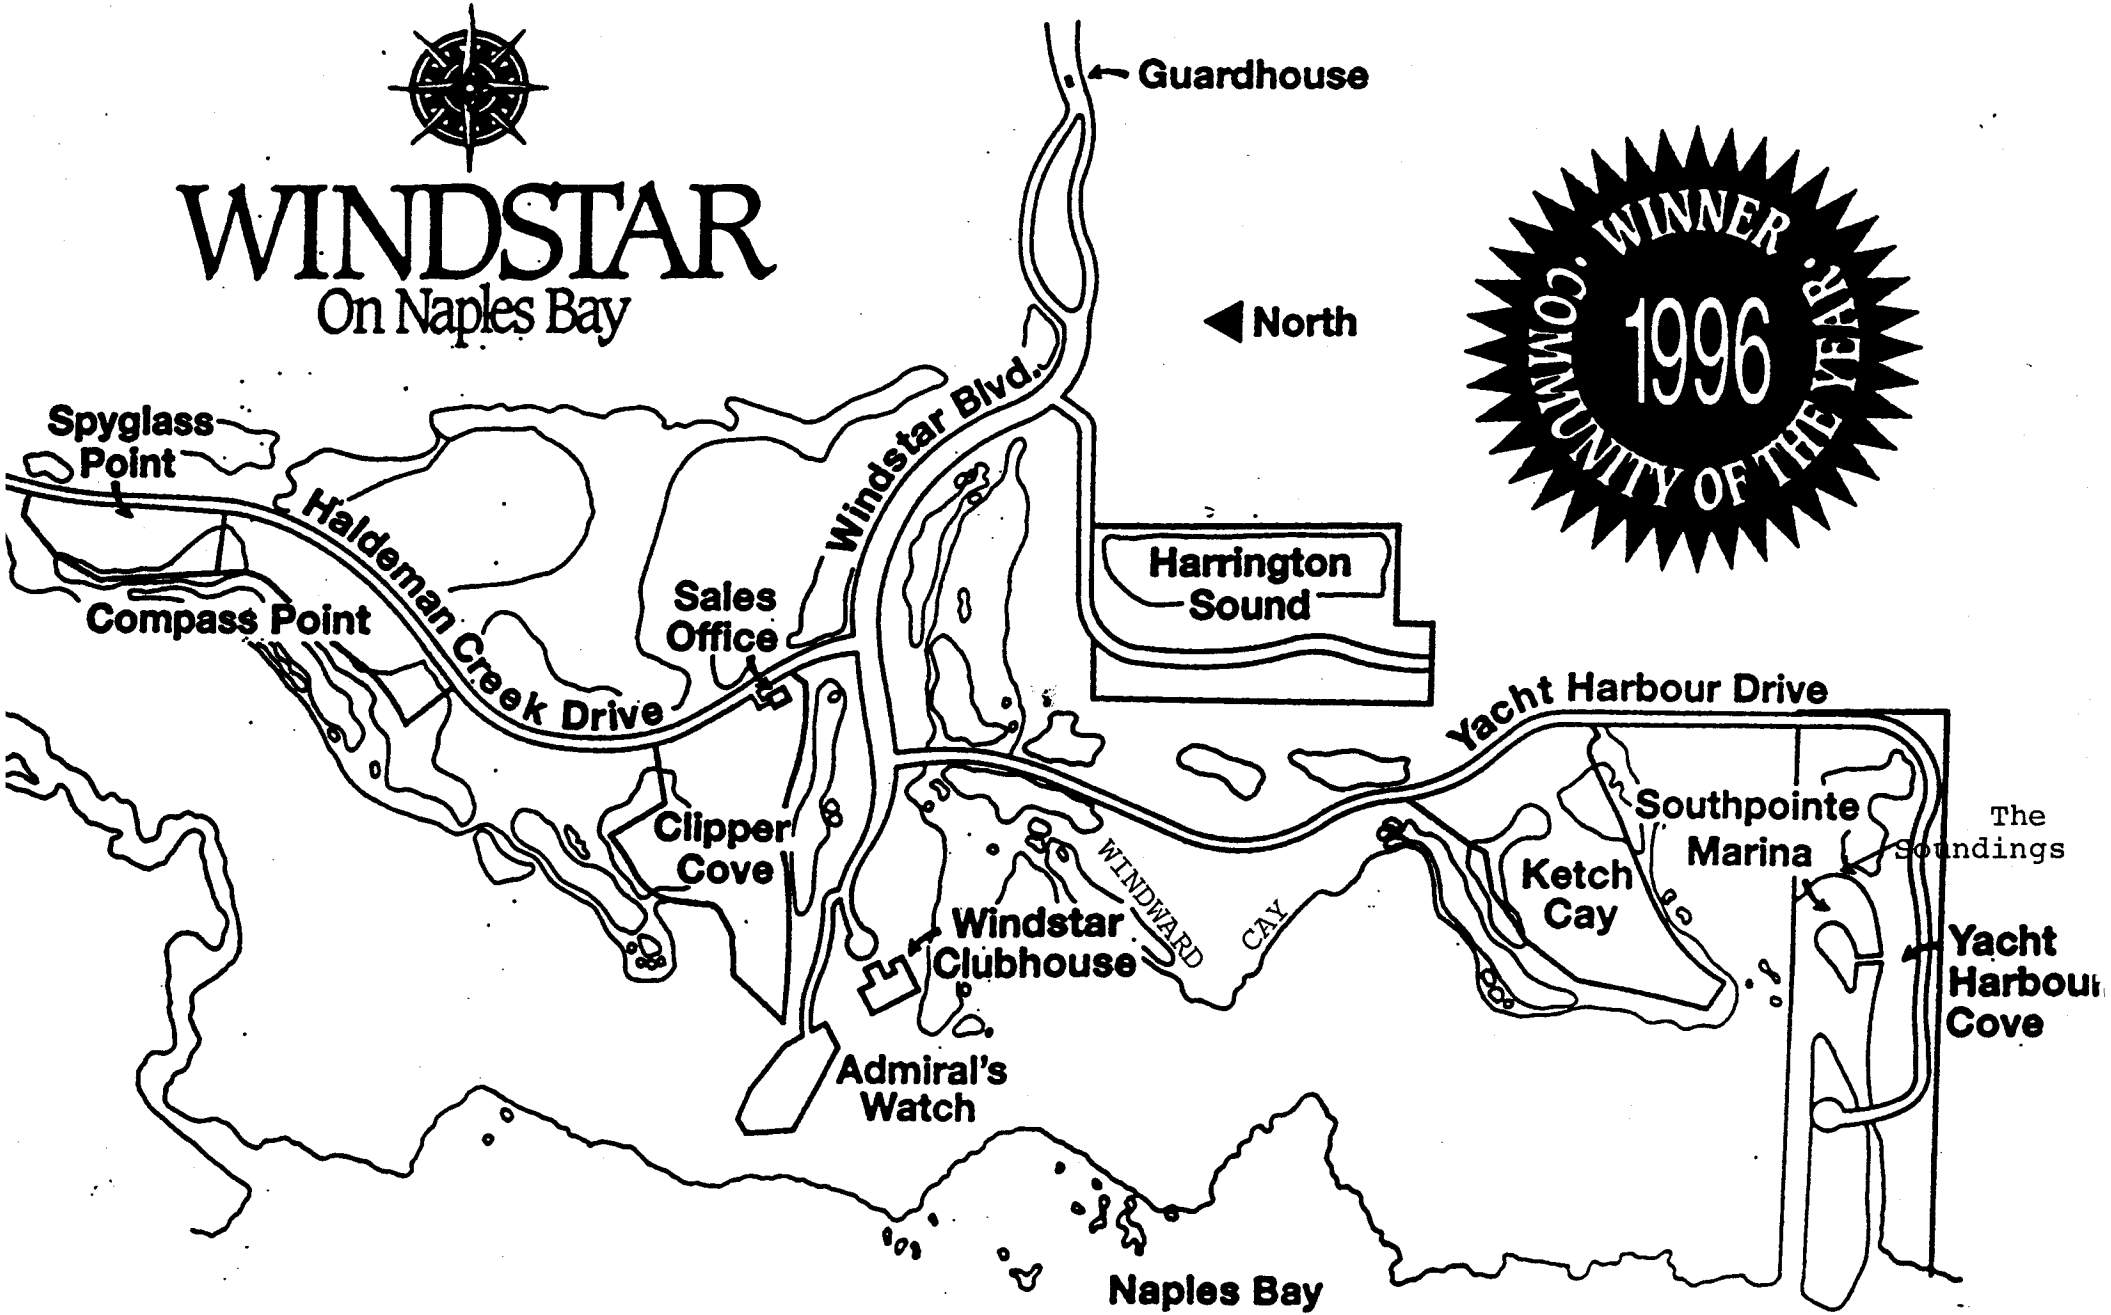 WINDSTAR
On Naples Bay
Guardhouse
North
· WINNER ·
COMMUNITY OF THE YEAR
1996
Spyglass
Point
Haldeman Creek Drive
Windstar Blvd.
Compass Point
Sales
Office
Harrington
Sound
Yacht Harbour Drive
Southpointe
Marina
The
Soundings
Clipper
Cove
WINDWARD
CAY
Ketch
Cay
Windstar
Clubhouse
Yacht
Harbour
Cove
Admiral's
Watch
Naples Bay